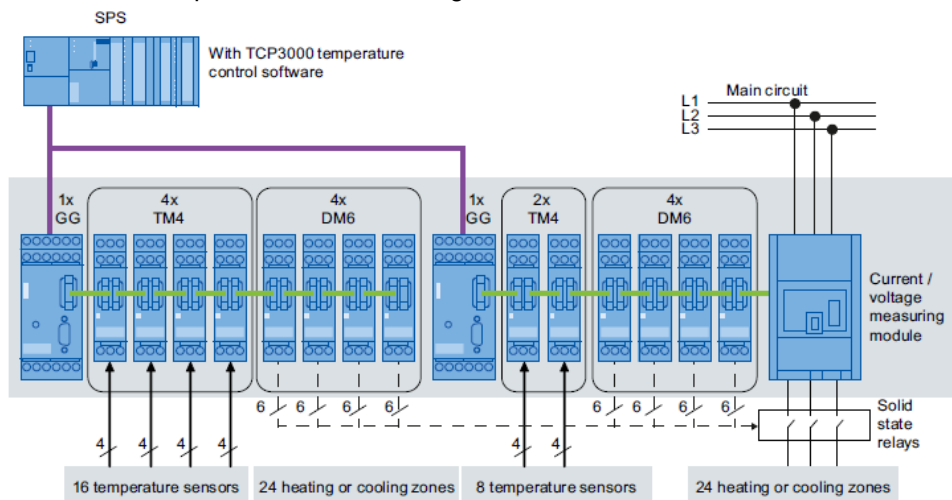 SPS
With TCP3000 temperature
control software
Main circuit
L1
L2
L3
1x
GG
4x
TM4
4x
DM6
1x
GG
2x
TM4
4x
DM6
Current /
voltage
measuring
module
6 6 6 6 6 6 6 6
Solid
state
relays
4 4 4 4 4 4
16 temperature sensors
24 heating or cooling zones
8 temperature sensors
24 heating or cooling zones